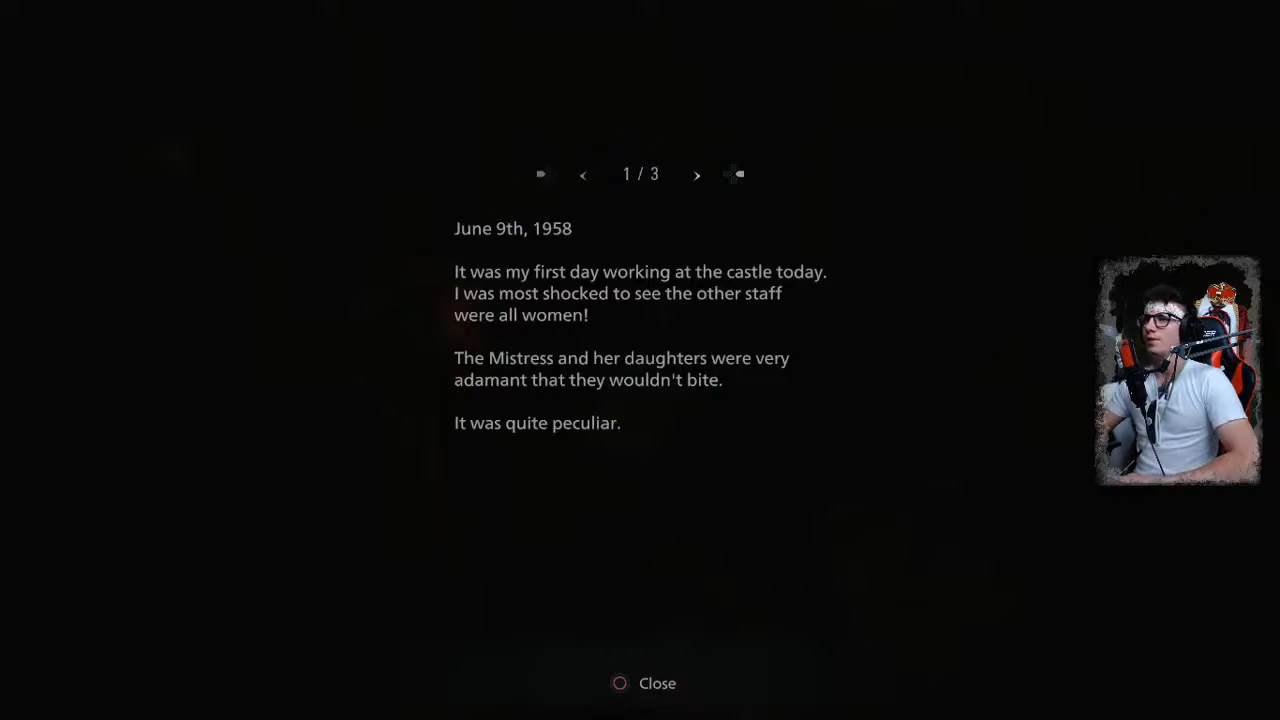 1 / 3
June 9th, 1958
It was my first day working at the castle today.
I was most shocked to see the other staff
were all women!
The Mistress and her daughters were very
adamant that they wouldn't bite.
It was quite peculiar.
Close